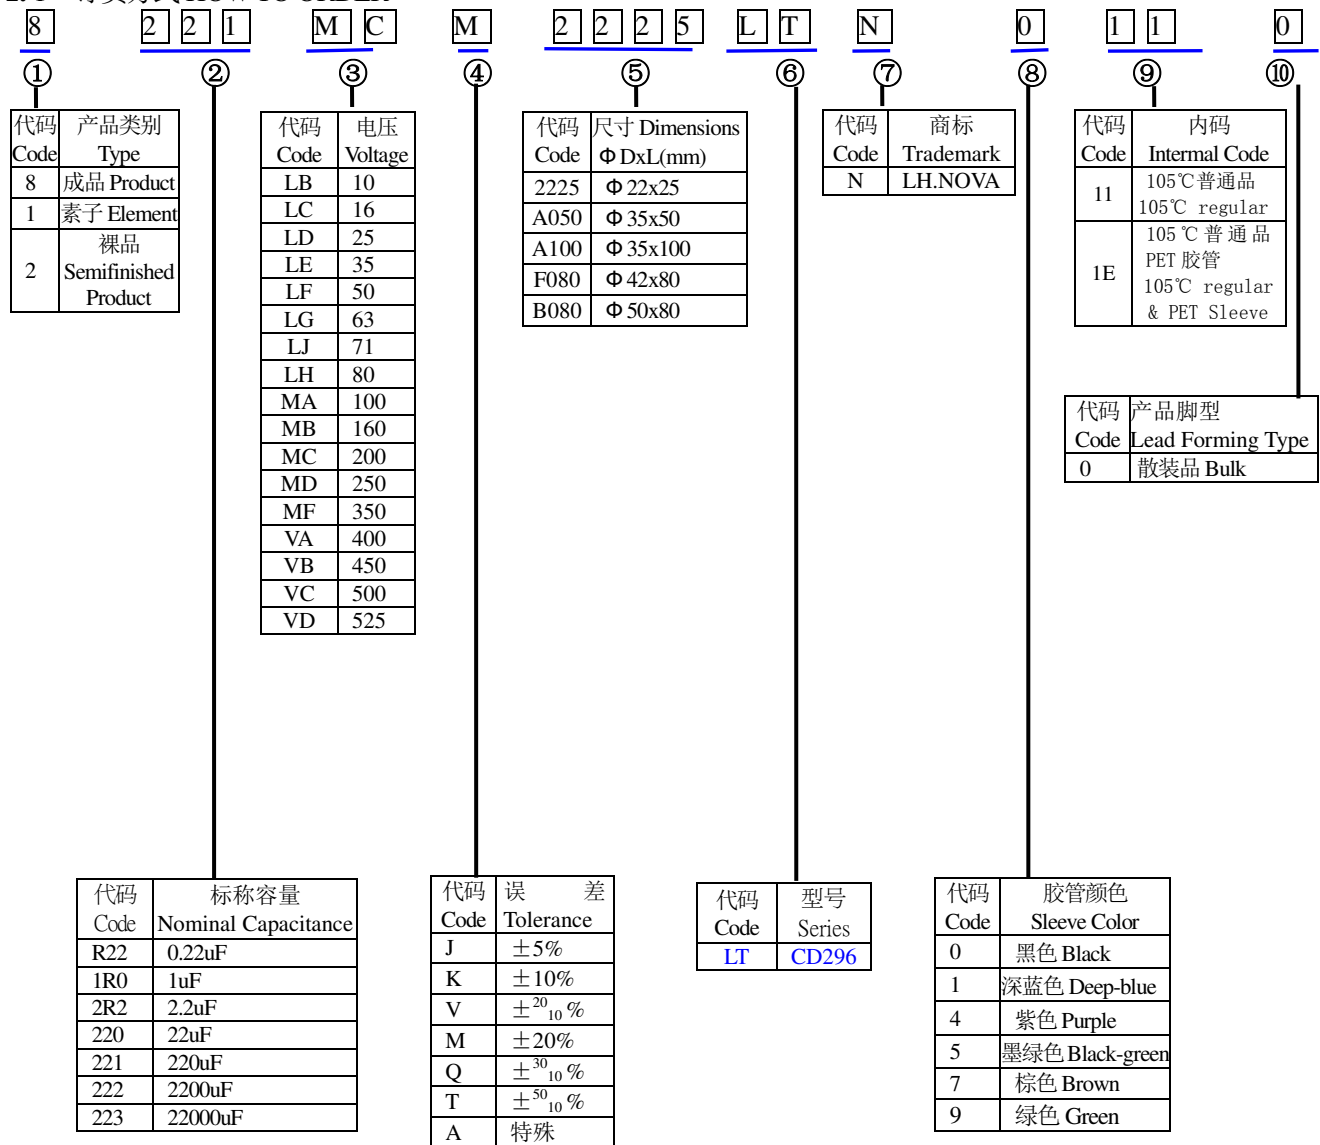 8 2 2 1 M C M 2 2 2 5 L T N 0 1 1 0
① ② ③ ④ ⑤ ⑥ ⑦ ⑧ ⑨ ⑩
代码 产品类别
Code Type
8 成品 Product
1 素子 Element
2 裸品
Semifinished
Product
代码 电压
Code Voltage
LB 10
LC 16
LD 25
LE 35
LF 50
LG 63
LJ 71
LH 80
MA 100
MB 160
MC 200
MD 250
MF 350
VA 400
VB 450
VC 500
VD 525
代码 尺寸 Dimensions
Code ΦDxL(mm)
2225 Φ22x25
A050 Φ35x50
A100 Φ35x100
F080 Φ42x80
B080 Φ50x80
代码 商标
Code Trademark
N LH.NOVA
代码 内码
Code Intermal Code
11 105℃普通品
105℃ regular
1E 105℃普通品
PET 胶管
105℃ regular
& PET Sleeve
代码 产品脚型
Code Lead Forming Type
0 散装品 Bulk
代码 标称容量
Code Nominal Capacitance
R22 0.22uF
1R0 1uF
2R2 2.2uF
220 22uF
221 220uF
222 2200uF
223 22000uF
代码 误 差
Code Tolerance
J ±5%
K ±10%
V ±20 10 %
M ±20%
Q ±30 10 %
T ±50 10 %
A 特殊
代码 型号
Code Series
LT CD296
代码 胶管颜色
Code Sleeve Color
0 黑色 Black
1 深蓝色 Deep-blue
4 紫色 Purple
5 墨绿色 Black-green
7 棕色 Brown
9 绿色 Green